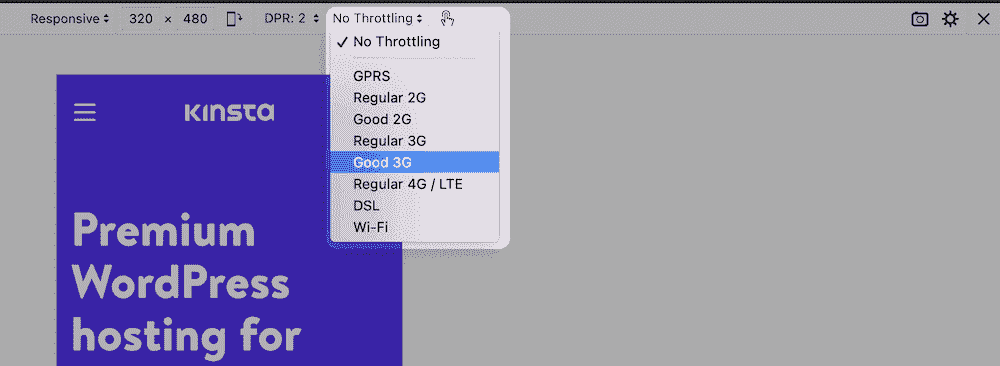 Responsive 320 × 480 DPR: 2 No Throttling
✓ No Throttling
GPRS
Regular 2G
Good 2G
Regular 3G
Good 3G
Regular 4G / LTE
DSL
Wi-Fi
KINSTA
Premium
WordPress
hosting for